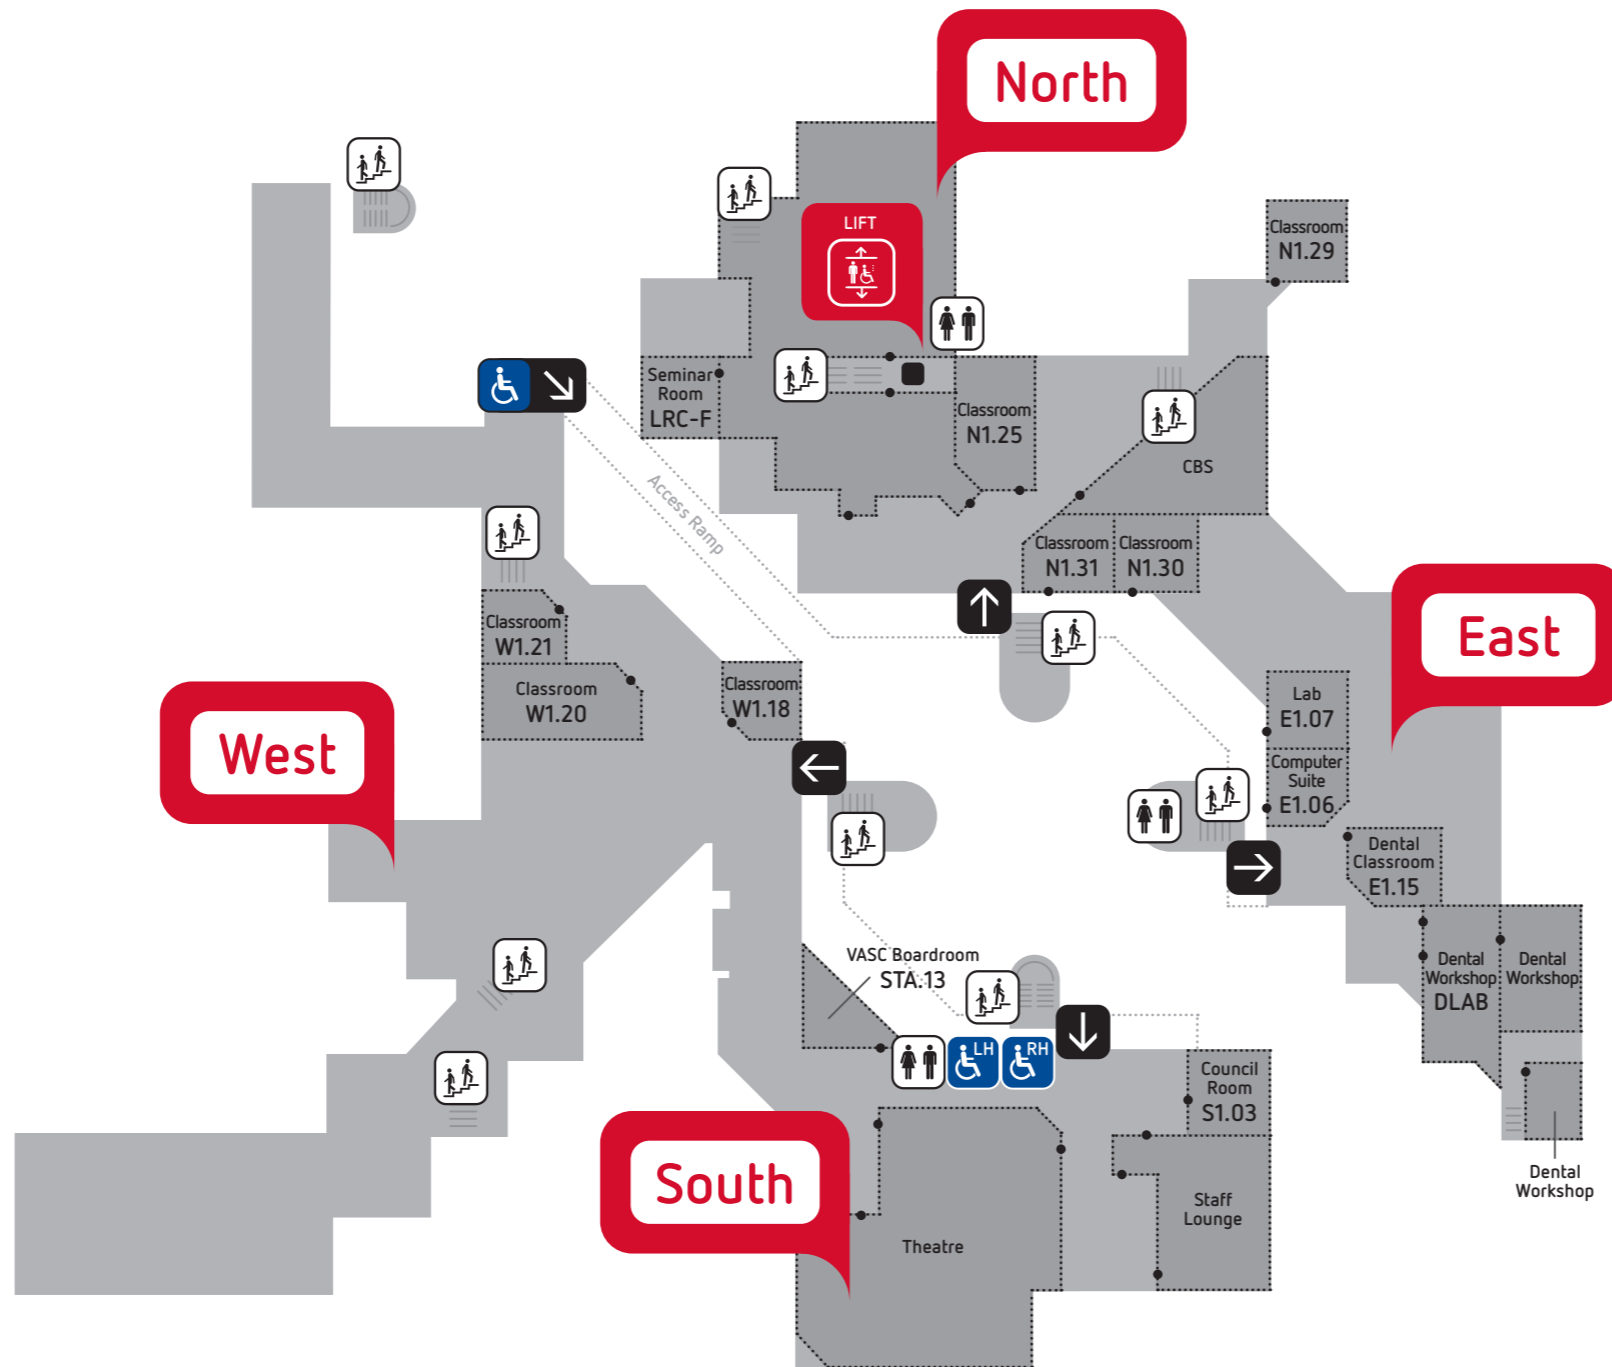 North
LIFT
Classroom
N1.29
Seminar
Room
LRC-F
Classroom
N1.25
CBS
Access Ramp
Classroom
N1.31
Classroom
N1.30
East
Classroom
W1.21
Classroom
W1.20
Classroom
W1.18
West
Lab
E1.07
Computer
Suite
E1.06
Dental
Classroom
E1.15
VASC Boardroom
STA.13
Dental
Workshop
DLAB
Dental
Workshop
LH
RH
Council
Room
S1.03
South
Dental
Workshop
Staff
Lounge
Theatre